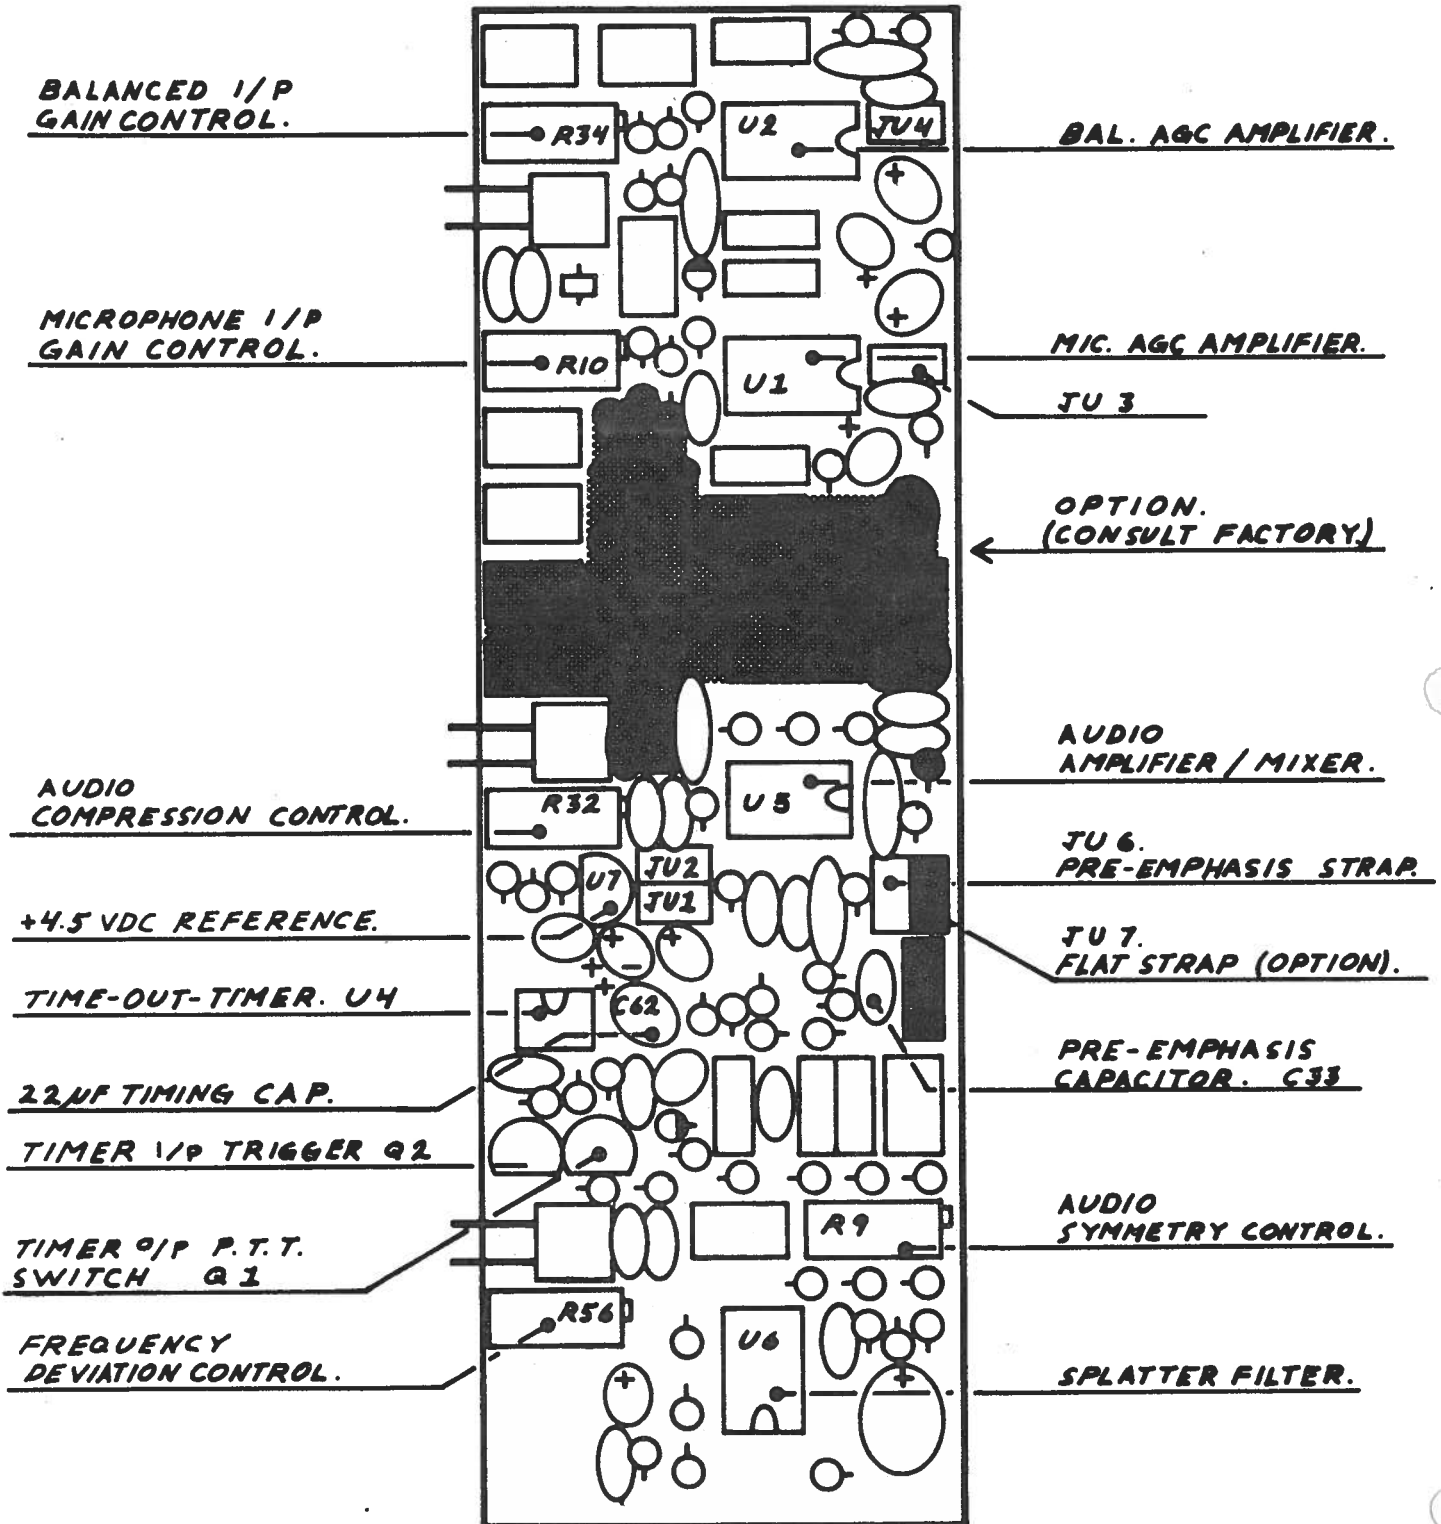 BALANCED I/P
GAIN CONTROL.
MICROPHONE I/P
GAIN CONTROL.
AUDIO
COMPRESSION CONTROL.
+4.5 VDC REFERENCE.
TIME-OUT-TIMER. U4
22µF TIMING CAP.
TIMER I/P TRIGGER Q2
TIMER O/P P.T.T.
SWITCH Q1
FREQUENCY
DEVIATION CONTROL.
R34
U2
JU4
+
+
+
R10
U1
+
R32
U5
U7
JU2
JU1
+
+
+
-
+
C62
R9
R56
U6
+
+
BAL. AGC AMPLIFIER.
MIC. AGC AMPLIFIER.
JU 3
OPTION.
(CONSULT FACTORY.)
AUDIO
AMPLIFIER / MIXER.
JU 6.
PRE-EMPHASIS STRAP.
JU 7.
FLAT STRAP (OPTION).
PRE-EMPHASIS
CAPACITOR. C33
AUDIO
SYMMETRY CONTROL.
SPLATTER FILTER.